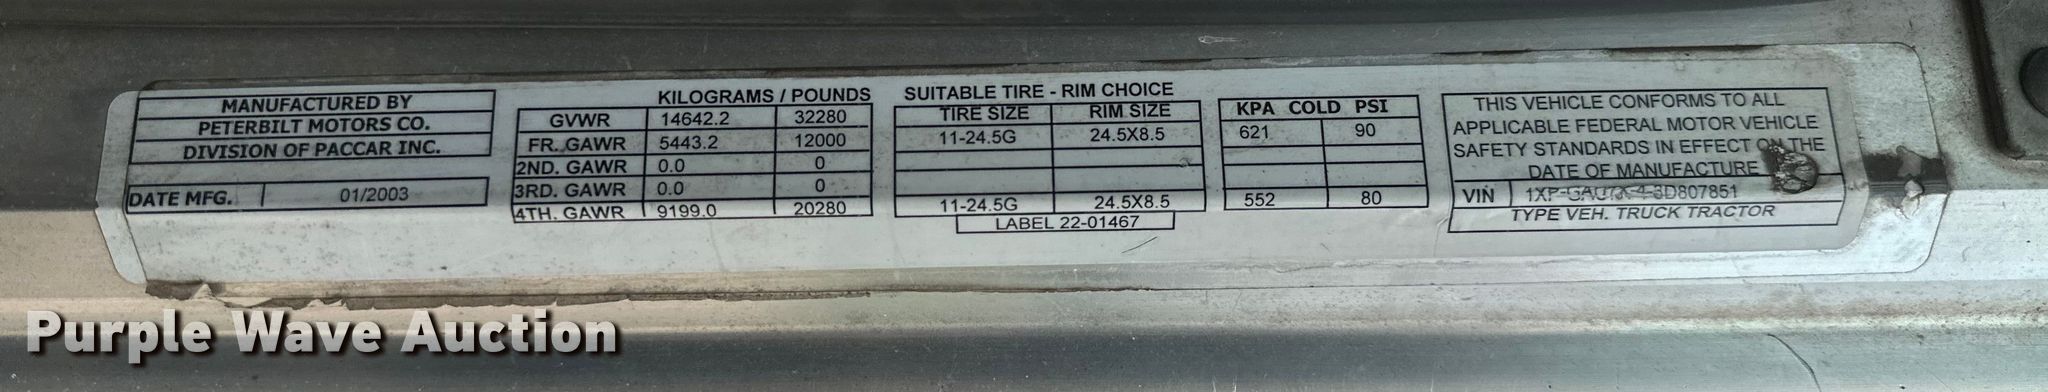 MANUFACTURED BY
PETERBILT MOTORS CO.
DIVISION OF PACCAR INC.
DATE MFG. 01/2003
KILOGRAMS / POUNDS
GVWR 14642.2 32280
FR. GAWR 5443.2 12000
2ND. GAWR 0.0 0
3RD. GAWR 0.0 0
4TH. GAWR 9199.0 20280
SUITABLE TIRE - RIM CHOICE
TIRE SIZE RIM SIZE
11-24.5G 24.5X8.5
11-24.5G 24.5X8.5
LABEL 22-01467
KPA COLD PSI
621 90
552 80
THIS VEHICLE CONFORMS TO ALL
APPLICABLE FEDERAL MOTOR VEHICLE
SAFETY STANDARDS IN EFFECT ON THE
DATE OF MANUFACTURE
VIN
TYPE VEH. TRUCK TRACTOR
Purple Wave Auction